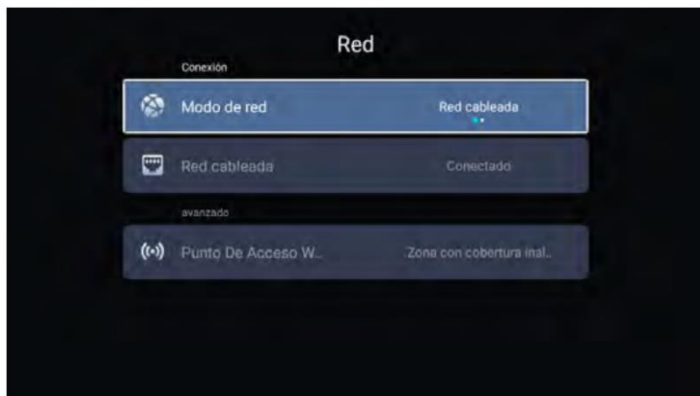 Red
Conexión
Modo de red
Red cableada
Red cableada
Conectado
avanzado
Punto De Acceso W...
Zona con cobertura inal...